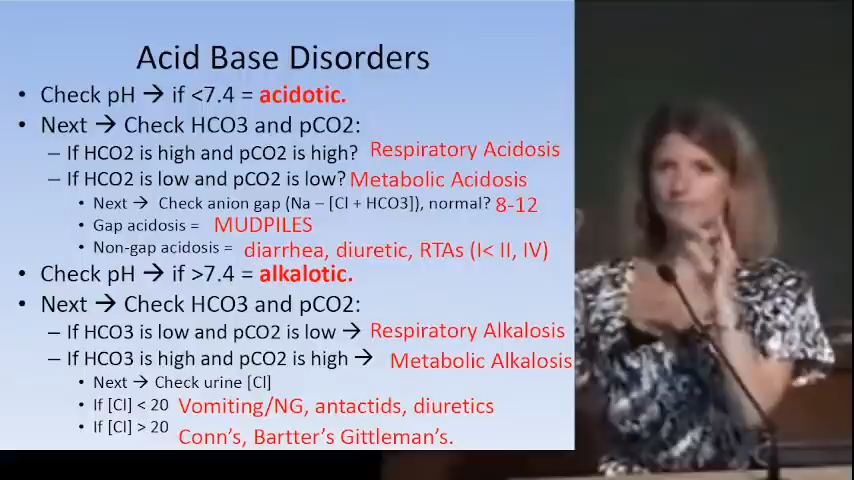 Acid Base Disorders
• Check pH → if <7.4 = acidotic.
• Next → Check HCO3 and pCO2:
– If HCO2 is high and pCO2 is high? Respiratory Acidosis
– If HCO2 is low and pCO2 is low? Metabolic Acidosis
• Next → Check anion gap (Na – [Cl + HCO3]), normal? 8-12
• Gap acidosis = MUDPILES
• Non-gap acidosis = diarrhea, diuretic, RTAs (I< II, IV)
• Check pH → if >7.4 = alkalotic.
• Next → Check HCO3 and pCO2:
– If HCO3 is low and pCO2 is low → Respiratory Alkalosis
– If HCO3 is high and pCO2 is high → Metabolic Alkalosis
• Next → Check urine [Cl]
• If [Cl] < 20 Vomiting/NG, antactids, diuretics
• If [Cl] > 20 Conn's, Bartter's Gittleman's.